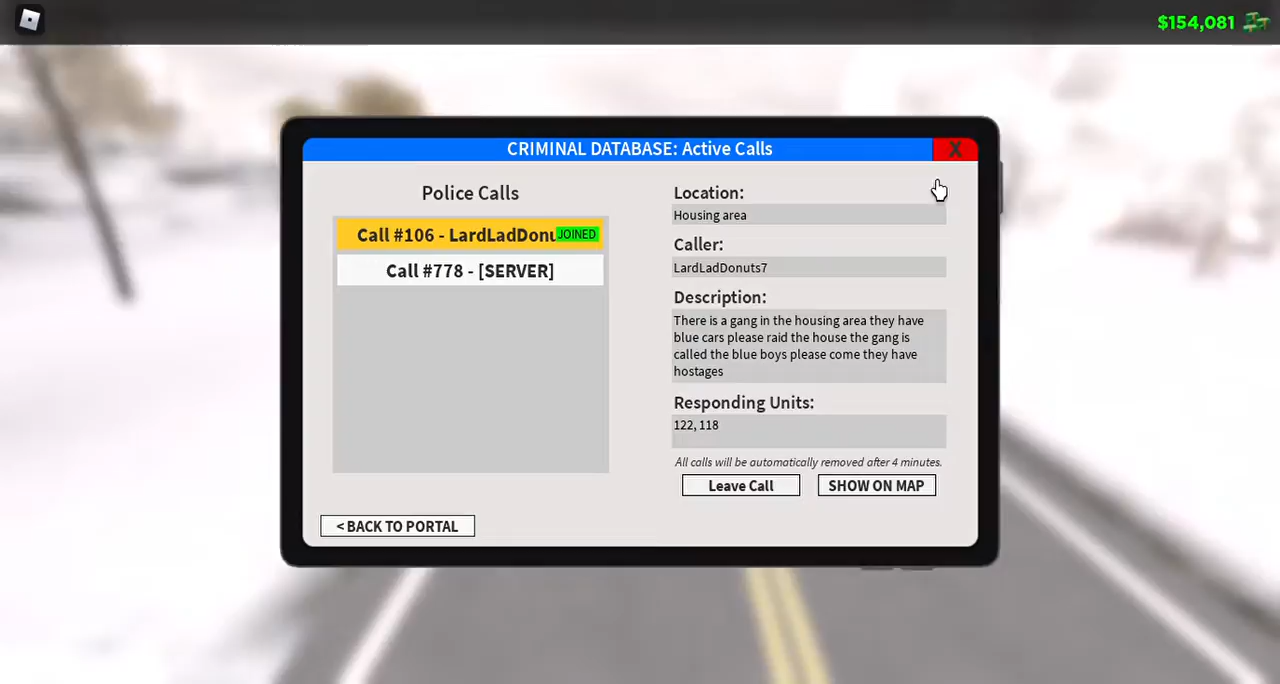 $154,081
CRIMINAL DATABASE: Active Calls
X
Police Calls
Call #106 - LardLadDonu
JOINED
Call #778 - [SERVER]
< BACK TO PORTAL
Location:
Housing area
Caller:
LardLadDonuts7
Description:
There is a gang in the housing area they have
blue cars please raid the house the gang is
called the blue boys please come they have
hostages
Responding Units:
122, 118
All calls will be automatically removed after 4 minutes.
Leave Call
SHOW ON MAP